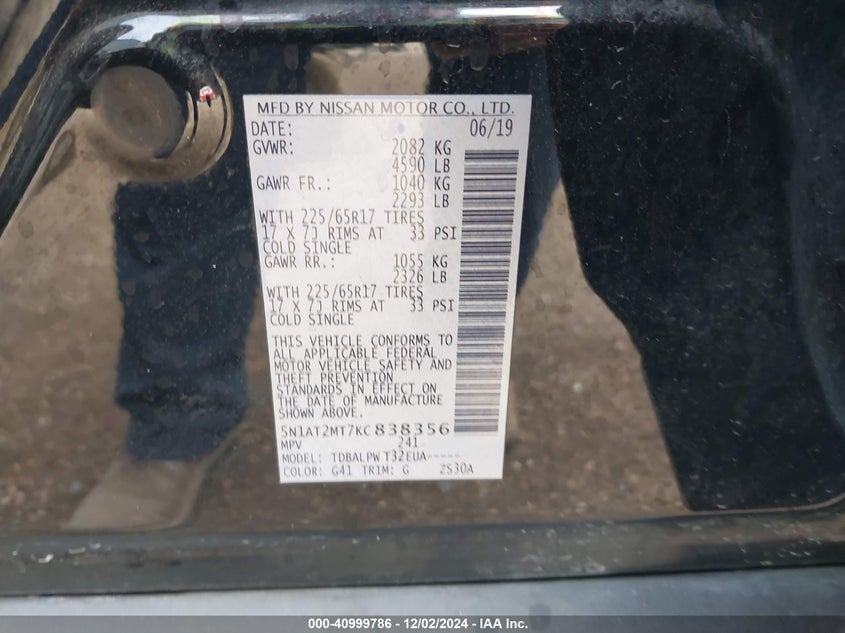 MFD BY NISSAN MOTOR CO., LTD.
DATE: 06/19
GVWR: 2082 KG
4590 LB
GAWR FR.: 1040 KG
2293 LB
WITH 225/65R17 TIRES
17 X 7J RIMS AT 33 PSI
COLD SINGLE
GAWR RR.: 1055 KG
2326 LB
WITH 225/65R17 TIRES
17 X 7J RIMS AT 33 PSI
COLD SINGLE
THIS VEHICLE CONFORMS TO
ALL APPLICABLE FEDERAL
MOTOR VEHICLE SAFETY AND
THEFT PREVENTION
STANDARDS IN EFFECT ON
THE DATE OF MANUFACTURE
SHOWN ABOVE.
5N1AT2MT7KC838356
MPV 241
MODEL: TDBALPW T32EUA-----
COLOR: G41 TRIM: G 2S30A
000-40999786 - 12/02/2024 - IAA Inc.